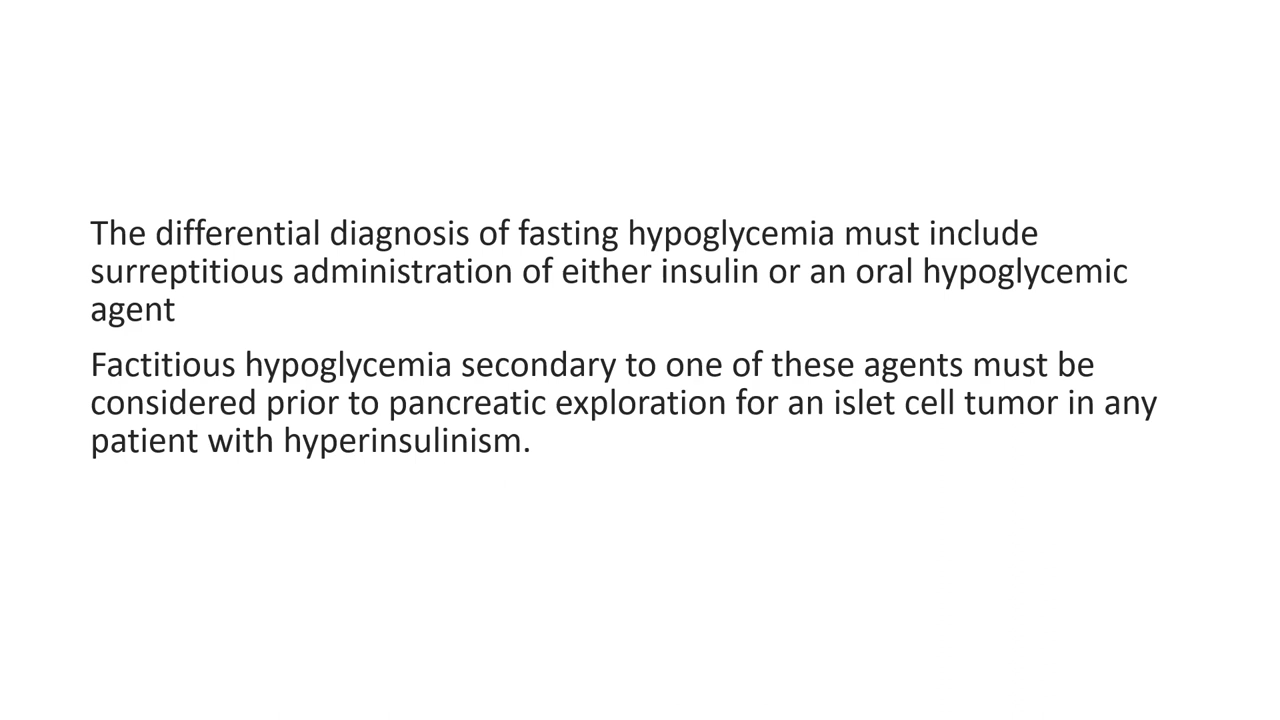 The differential diagnosis of fasting hypoglycemia must include
surreptitious administration of either insulin or an oral hypoglycemic
agent
Factitious hypoglycemia secondary to one of these agents must be
considered prior to pancreatic exploration for an islet cell tumor in any
patient with hyperinsulinism.